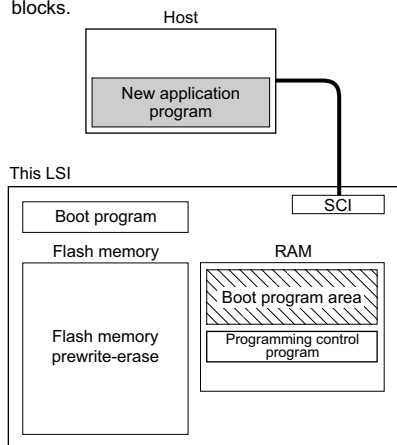 blocks.
Host
New application
program
This LSI
SCI
Boot program
Flash memory
RAM
Boot program area
Flash memory
prewrite-erase
Programming control
program